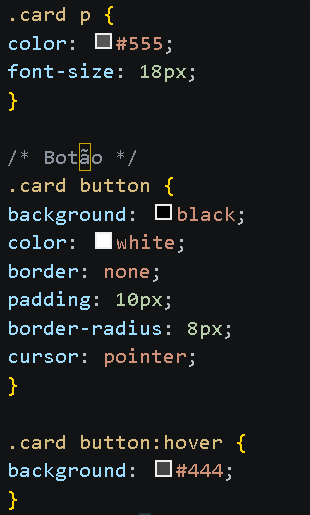 .card p {
color: #555;
font-size: 18px;
}
/* Botão */
.card button {
background: black;
color: white;
border: none;
padding: 10px;
border-radius: 8px;
cursor: pointer;
}
.card button:hover {
background: #444;
}